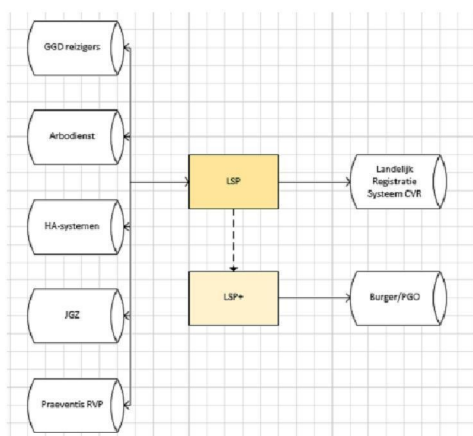 GGD reizigers
Arbodienst
HA-systemen
JGZ
Praeventis RVP
LSP
LSP+
Landelijk
Registratie
Systeem CVR
Burger/PGO